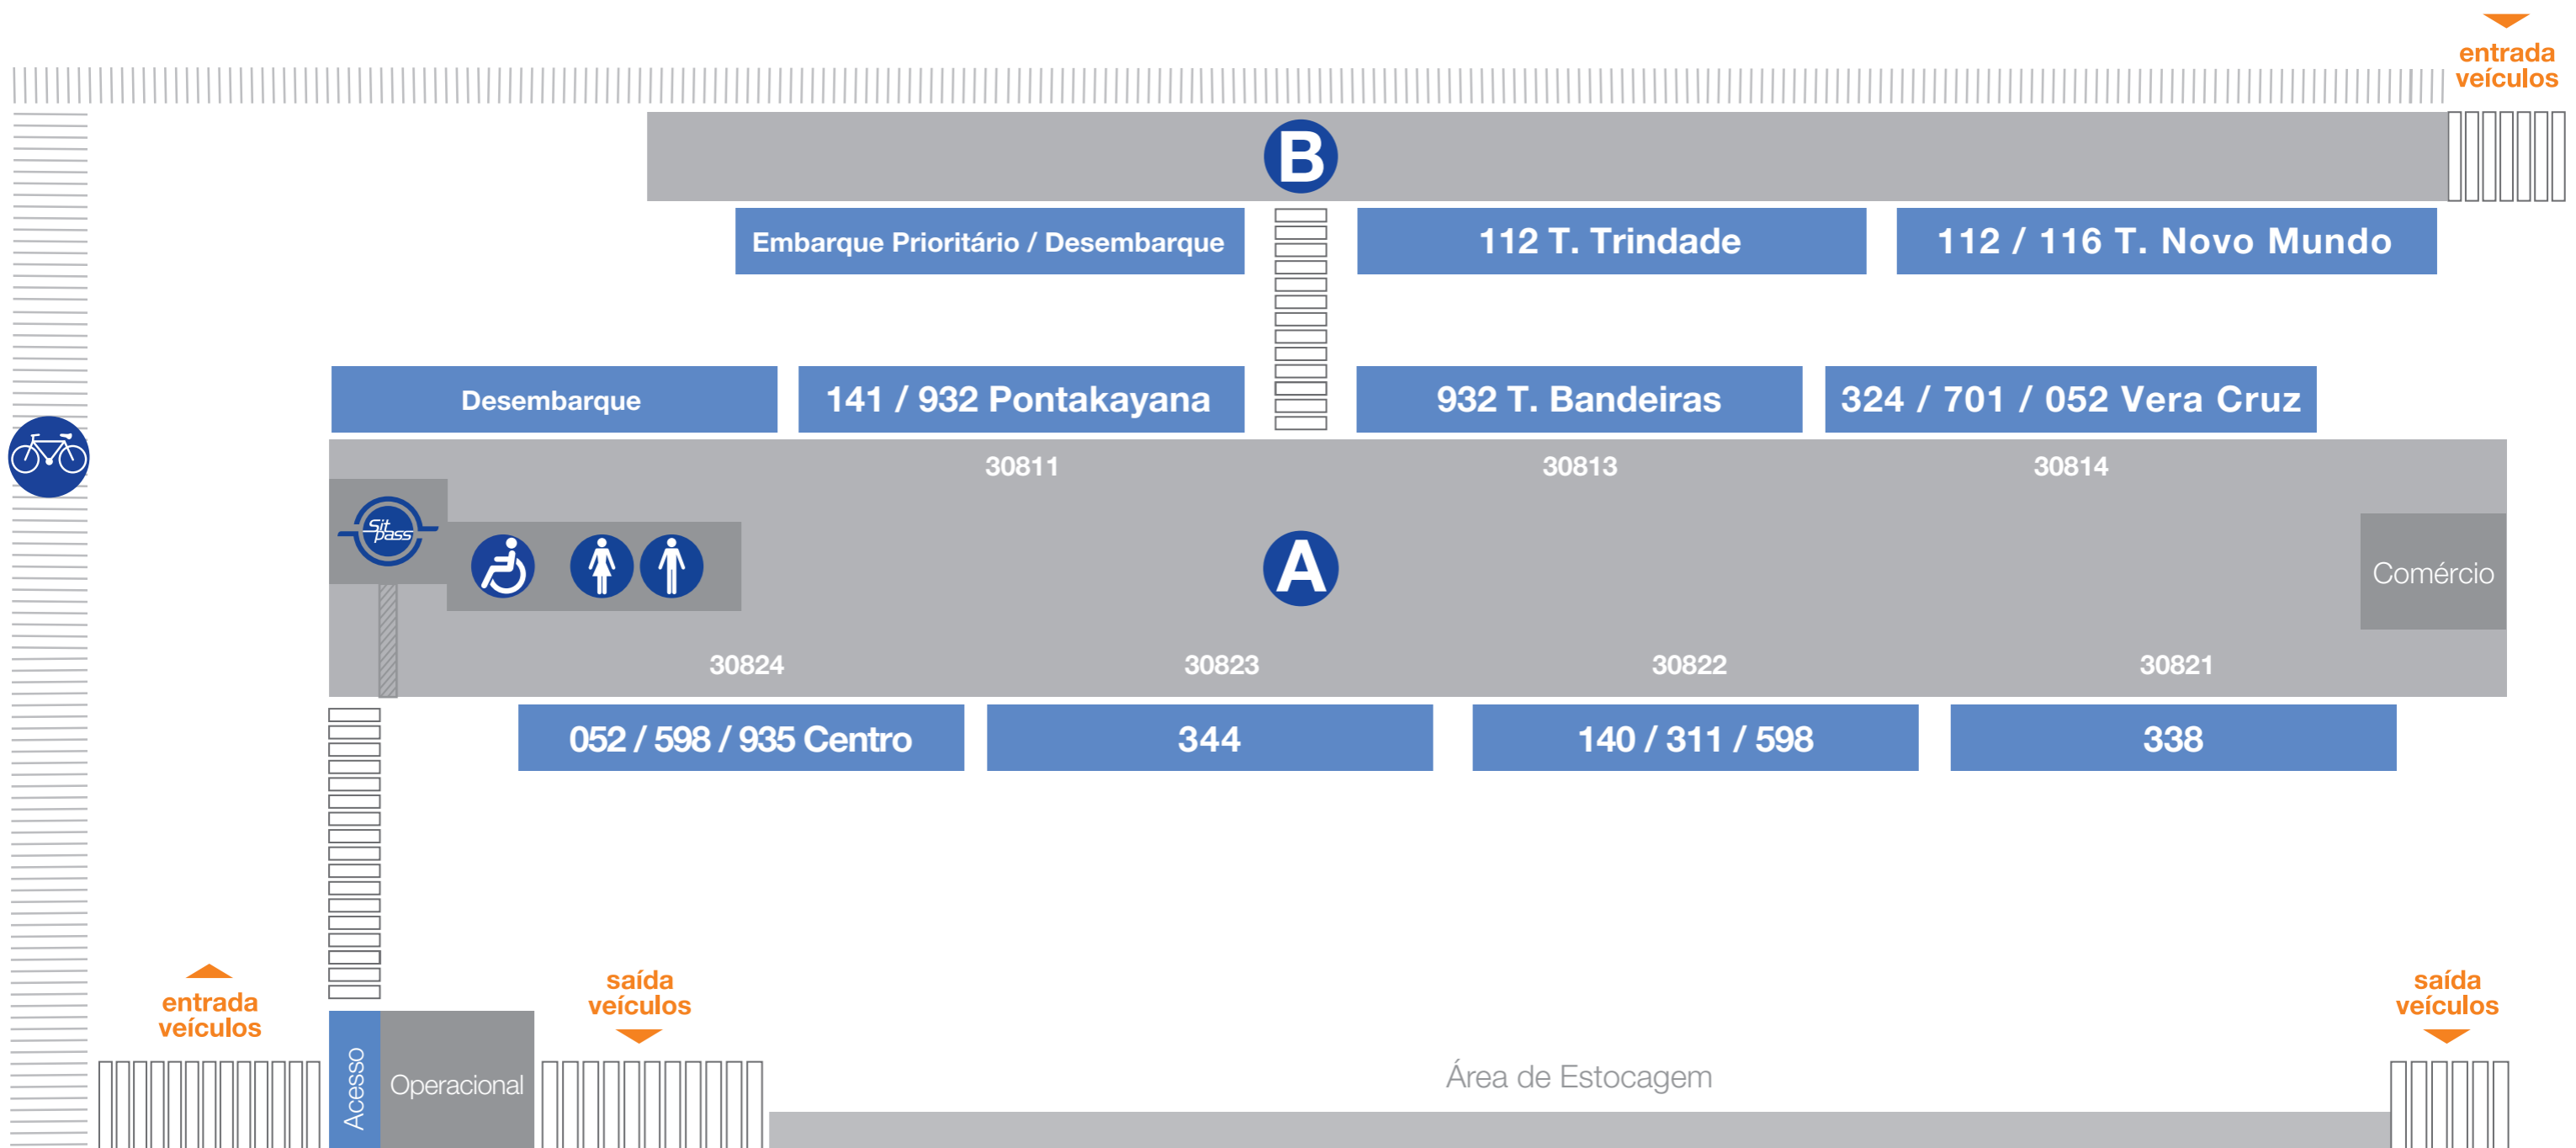 entrada
veículos
B
Embarque Prioritário / Desembarque
112 T. Trindade
112 / 116 T. Novo Mundo
Desembarque
141 / 932 Pontakayana
932 T. Bandeiras
324 / 701 / 052 Vera Cruz
30811
30813
30814
Sit
pass
A
Comércio
30824
30823
30822
30821
052 / 598 / 935 Centro
344
140 / 311 / 598
338
entrada
veículos
saída
veículos
saída
veículos
Acesso
Operacional
Área de Estocagem